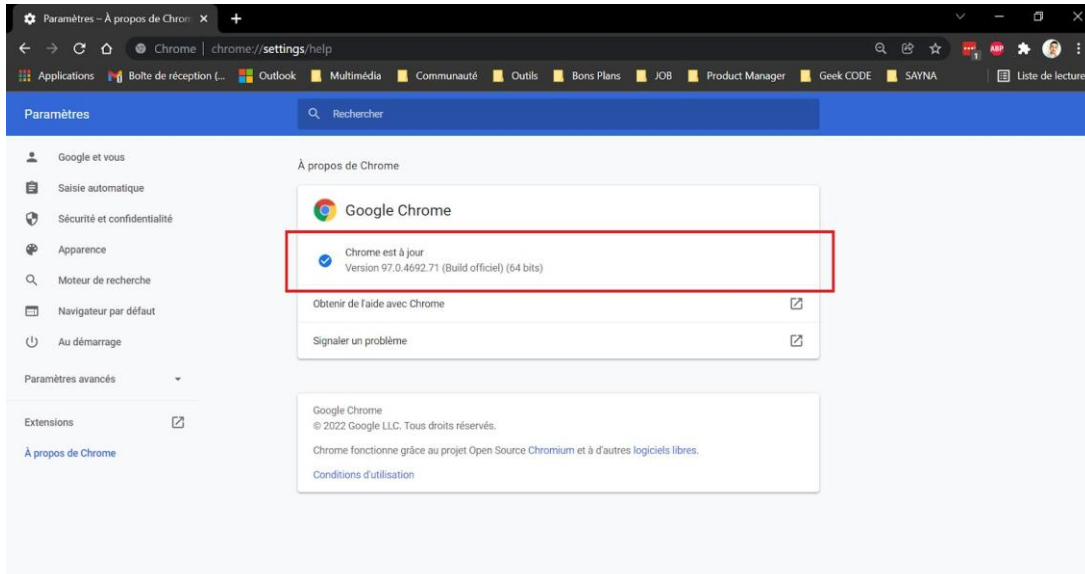 Paramètres – À propos de Chrom
Chrome | chrome://settings/help
Applications Boîte de réception (... Outlook Multimédia Communauté Outils Bons Plans JOB Product Manager Geek CODE SAYNA Liste de lecture
Paramètres
Rechercher
Google et vous
Saisie automatique
Sécurité et confidentialité
Apparence
Moteur de recherche
Navigateur par défaut
Au démarrage
Paramètres avancés
Extensions
À propos de Chrome
À propos de Chrome
Google Chrome
Chrome est à jour
Version 97.0.4692.71 (Build officiel) (64 bits)
Obtenir de l'aide avec Chrome
Signaler un problème
Google Chrome
© 2022 Google LLC. Tous droits réservés.
Chrome fonctionne grâce au projet Open Source Chromium et à d'autres logiciels libres.
Conditions d'utilisation
ABP
1